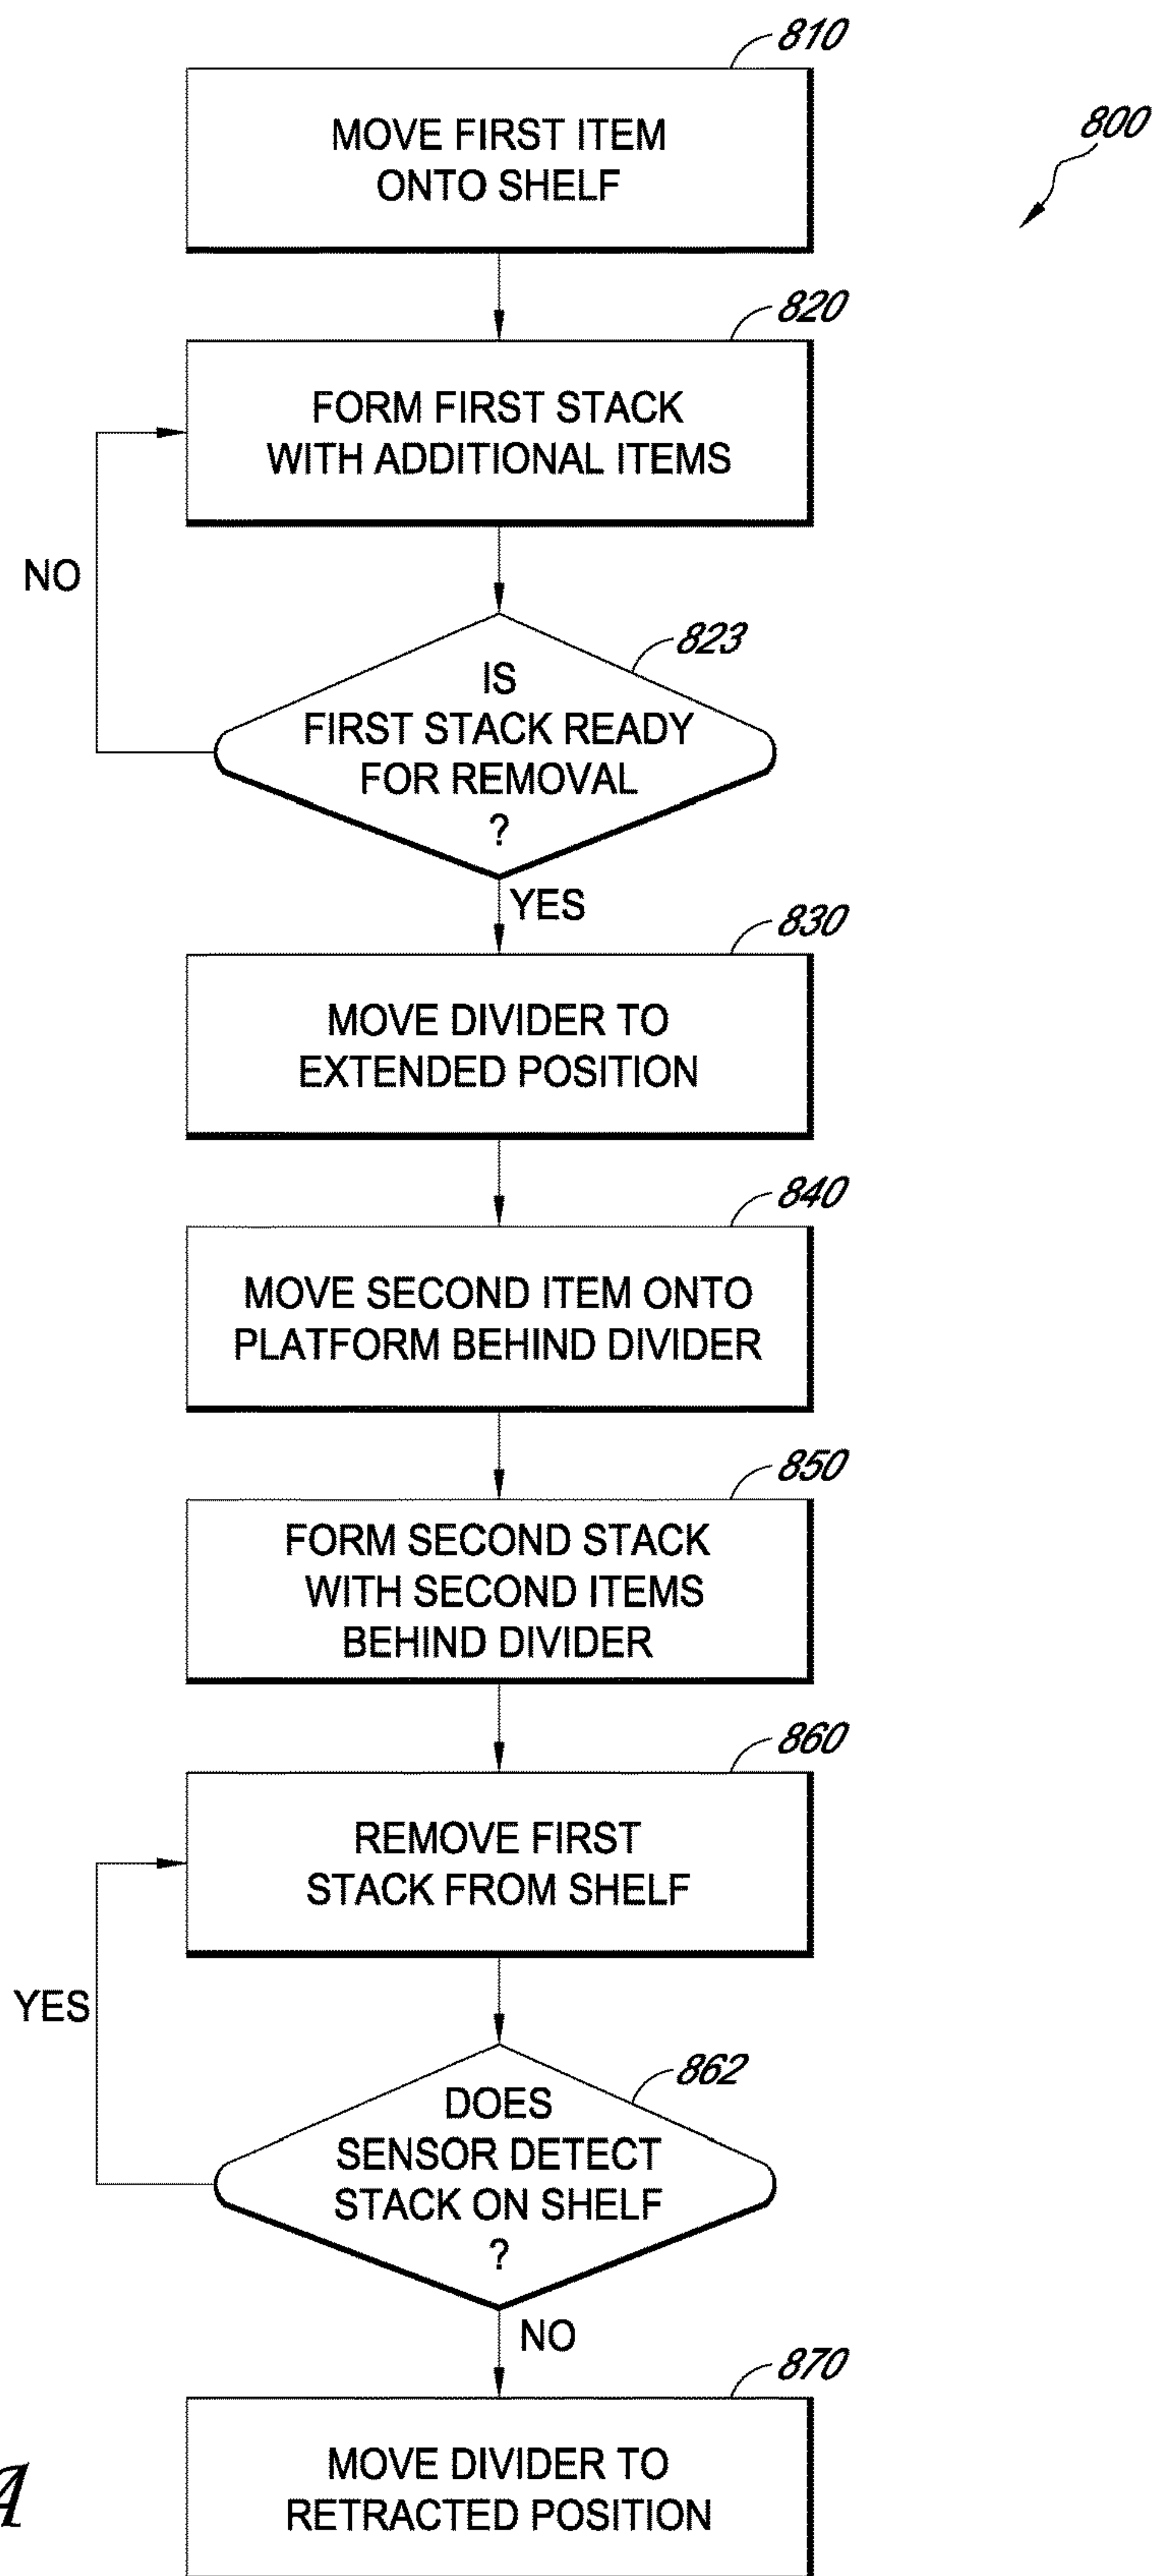 810
800
MOVE FIRST ITEM
ONTO SHELF
820
FORM FIRST STACK
WITH ADDITIONAL ITEMS
NO
823
IS
FIRST STACK READY
FOR REMOVAL
?
YES
830
MOVE DIVIDER TO
EXTENDED POSITION
840
MOVE SECOND ITEM ONTO
PLATFORM BEHIND DIVIDER
850
FORM SECOND STACK
WITH SECOND ITEMS
BEHIND DIVIDER
860
REMOVE FIRST
STACK FROM SHELF
YES
862
DOES
SENSOR DETECT
STACK ON SHELF
?
NO
870
MOVE DIVIDER TO
RETRACTED POSITION
A